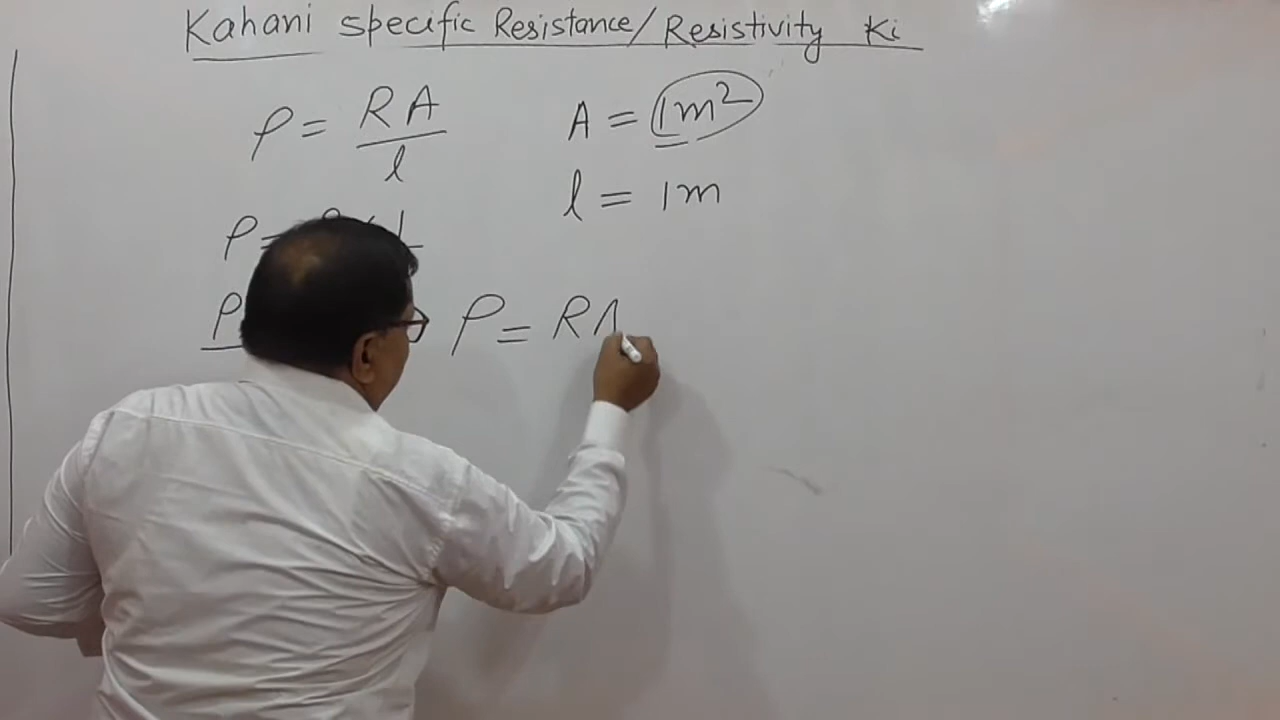 Kahani specific Resistance/Resistivity Ki
ρ = RA / l
A = 1m²
l = 1m
ρ =
ρ
ρ = RA